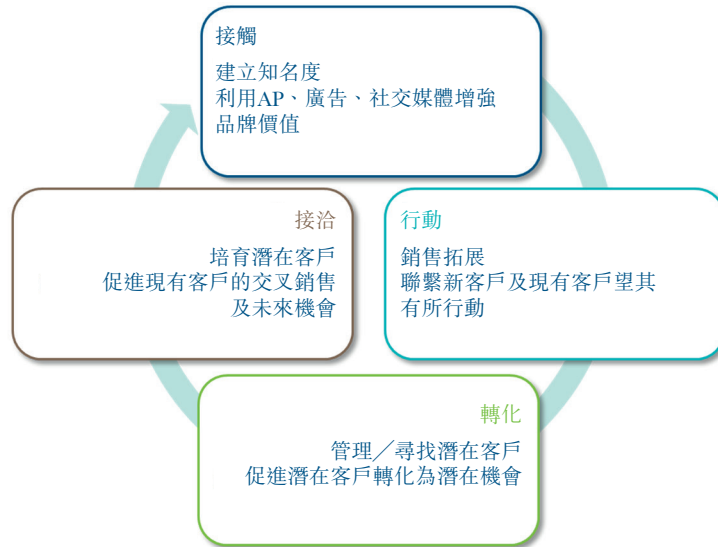 接觸
建立知名度
利用AP、廣告、社交媒體增強
品牌價值
行動
銷售拓展
聯繫新客戶及現有客戶望其
有所行動
轉化
管理／尋找潛在客戶
促進潛在客戶轉化為潛在機會
接洽
培育潛在客戶
促進現有客戶的交叉銷售
及未來機會